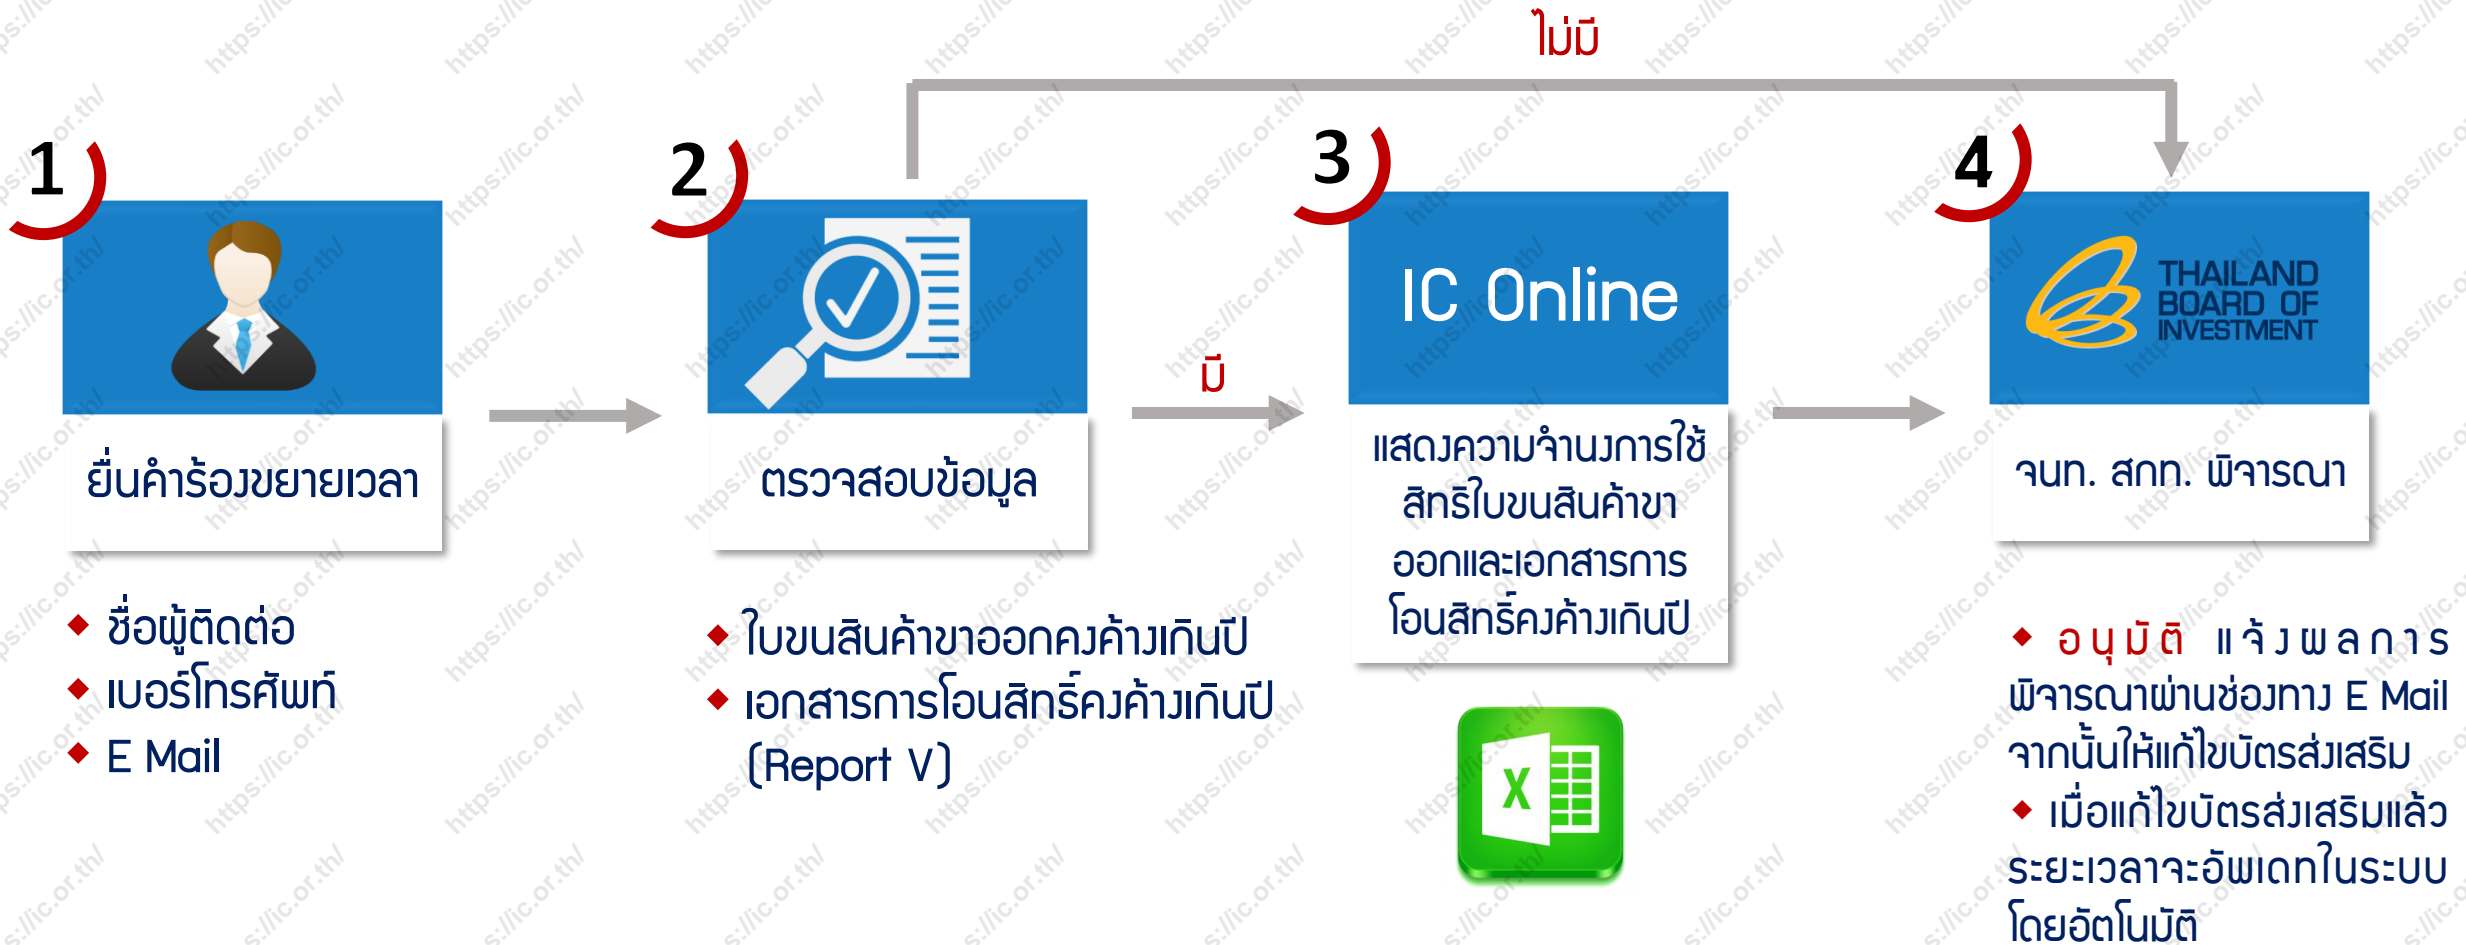 ไม่มี
1
2
3
4
THAILAND
BOARD OF
INVESTMENT
IC Online
มี
ยื่นคำร้องขยายเวลา
ตรวจสอบข้อมูล
แสดงความจำนงการใช้
สิทธิใบขนสินค้าขา
ออกและเอกสารการ
โอนสิทธิ์คงค้างเกินปี
จนท. สกท. พิจารณา
◆ ชื่อผู้ติดต่อ
◆ เบอร์โทรศัพท์
◆ E Mail
◆ ใบขนสินค้าขาออกคงค้างเกินปี
◆ เอกสารการโอนสิทธิ์คงค้างเกินปี
(Report V)
X
◆ อนุมัติ แจ้งผลการ
พิจารณาผ่านช่องทาง E Mail
จากนั้นให้แก้ไขบัตรส่งเสริม
◆ เมื่อแก้ไขบัตรส่งเสริมแล้ว
ระยะเวลาจะอัพเดทในระบบ
โดยอัตโนมัติ
https://ic.or.th/